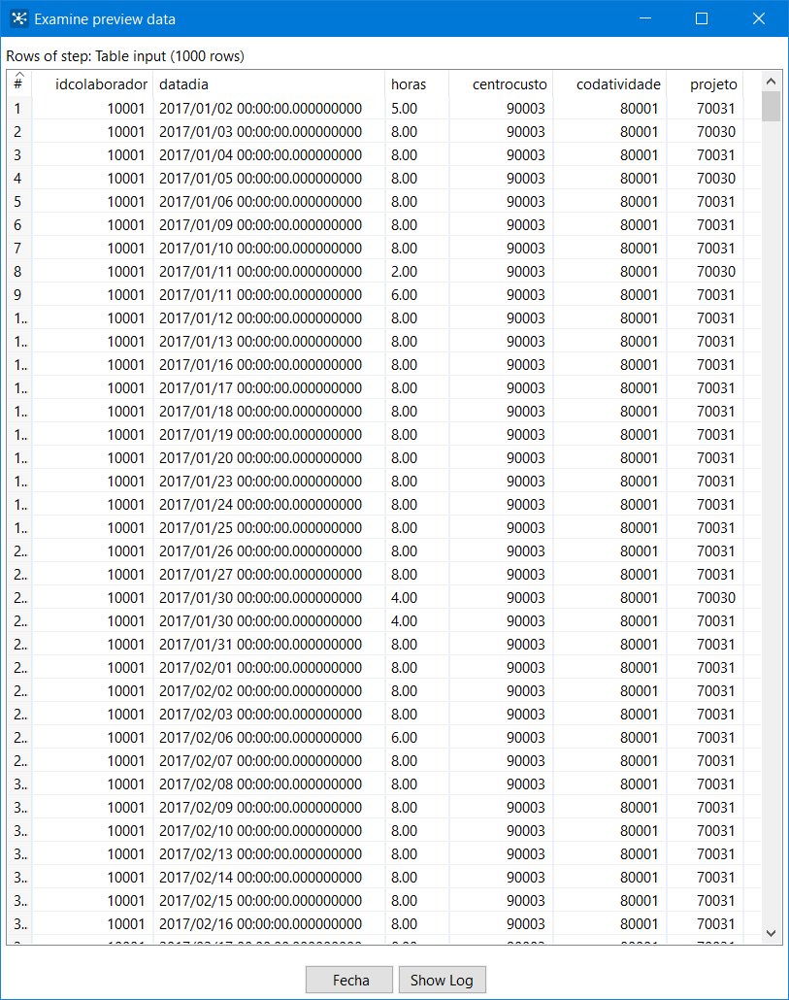 Examine preview data
Rows of step: Table input (1000 rows)
# idcolaborador datadia horas centrocusto codatividade projeto
1 10001 2017/01/02 00:00:00.000000000 5.00 90003 80001 70031
2 10001 2017/01/03 00:00:00.000000000 8.00 90003 80001 70030
3 10001 2017/01/04 00:00:00.000000000 8.00 90003 80001 70031
4 10001 2017/01/05 00:00:00.000000000 8.00 90003 80001 70030
5 10001 2017/01/06 00:00:00.000000000 8.00 90003 80001 70031
6 10001 2017/01/09 00:00:00.000000000 8.00 90003 80001 70031
7 10001 2017/01/10 00:00:00.000000000 8.00 90003 80001 70031
8 10001 2017/01/11 00:00:00.000000000 2.00 90003 80001 70030
9 10001 2017/01/11 00:00:00.000000000 6.00 90003 80001 70031
1.. 10001 2017/01/12 00:00:00.000000000 8.00 90003 80001 70031
1.. 10001 2017/01/13 00:00:00.000000000 8.00 90003 80001 70031
1.. 10001 2017/01/16 00:00:00.000000000 8.00 90003 80001 70031
1.. 10001 2017/01/17 00:00:00.000000000 8.00 90003 80001 70031
1.. 10001 2017/01/18 00:00:00.000000000 8.00 90003 80001 70031
1.. 10001 2017/01/19 00:00:00.000000000 8.00 90003 80001 70031
1.. 10001 2017/01/20 00:00:00.000000000 8.00 90003 80001 70031
1.. 10001 2017/01/23 00:00:00.000000000 8.00 90003 80001 70031
1.. 10001 2017/01/24 00:00:00.000000000 8.00 90003 80001 70031
1.. 10001 2017/01/25 00:00:00.000000000 8.00 90003 80001 70031
2.. 10001 2017/01/26 00:00:00.000000000 8.00 90003 80001 70031
2.. 10001 2017/01/27 00:00:00.000000000 8.00 90003 80001 70031
2.. 10001 2017/01/30 00:00:00.000000000 4.00 90003 80001 70030
2.. 10001 2017/01/30 00:00:00.000000000 4.00 90003 80001 70031
2.. 10001 2017/01/31 00:00:00.000000000 8.00 90003 80001 70031
2.. 10001 2017/02/01 00:00:00.000000000 8.00 90003 80001 70031
2.. 10001 2017/02/02 00:00:00.000000000 8.00 90003 80001 70031
2.. 10001 2017/02/03 00:00:00.000000000 8.00 90003 80001 70031
2.. 10001 2017/02/06 00:00:00.000000000 6.00 90003 80001 70031
2.. 10001 2017/02/07 00:00:00.000000000 8.00 90003 80001 70031
3.. 10001 2017/02/08 00:00:00.000000000 8.00 90003 80001 70031
3.. 10001 2017/02/09 00:00:00.000000000 8.00 90003 80001 70031
3.. 10001 2017/02/10 00:00:00.000000000 8.00 90003 80001 70031
3.. 10001 2017/02/13 00:00:00.000000000 8.00 90003 80001 70031
3.. 10001 2017/02/14 00:00:00.000000000 8.00 90003 80001 70031
3.. 10001 2017/02/15 00:00:00.000000000 8.00 90003 80001 70031
3.. 10001 2017/02/16 00:00:00.000000000 8.00 90003 80001 70031
Fecha Show Log